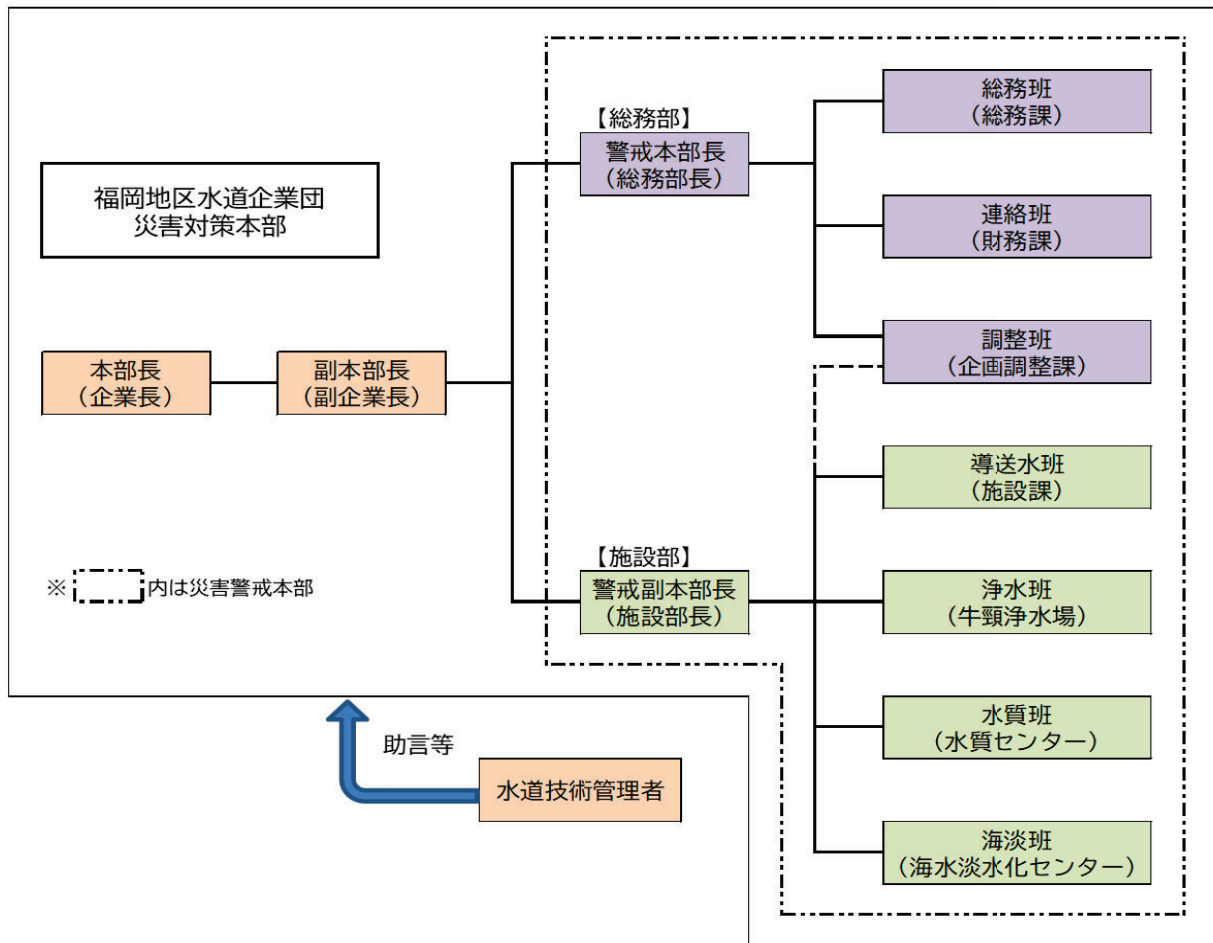 福岡地区水道企業団
災害対策本部
本部長
（企業長）
副本部長
（副企業長）
【総務部】
警戒本部長
（総務部長）
総務班
（総務課）
連絡班
（財務課）
調整班
（企画調整課）
【施設部】
警戒副本部長
（施設部長）
導送水班
（施設課）
浄水班
（牛頸浄水場）
水質班
（水質センター）
海淡班
（海水淡水化センター）
※ 内は災害警戒本部
助言等
水道技術管理者